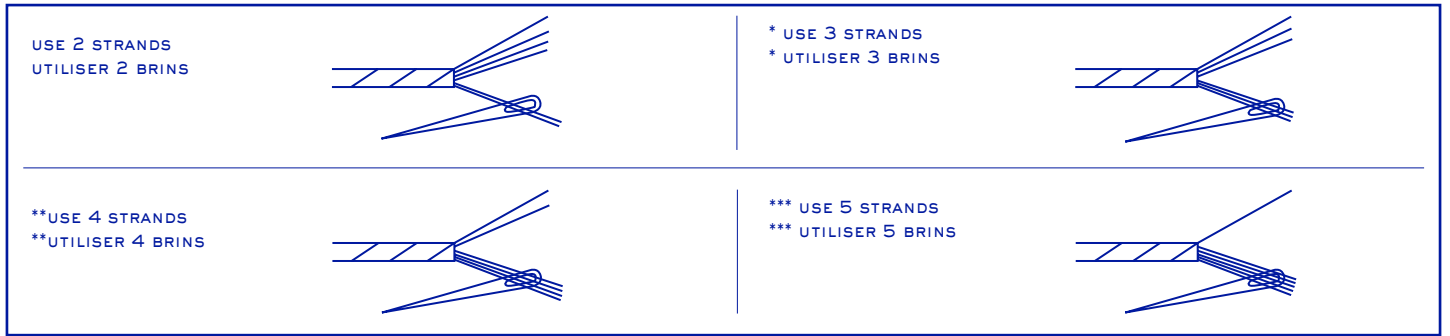 USE 2 STRANDS
UTILISER 2 BRINS
* USE 3 STRANDS
* UTILISER 3 BRINS
**USE 4 STRANDS
**UTILISER 4 BRINS
*** USE 5 STRANDS
*** UTILISER 5 BRINS